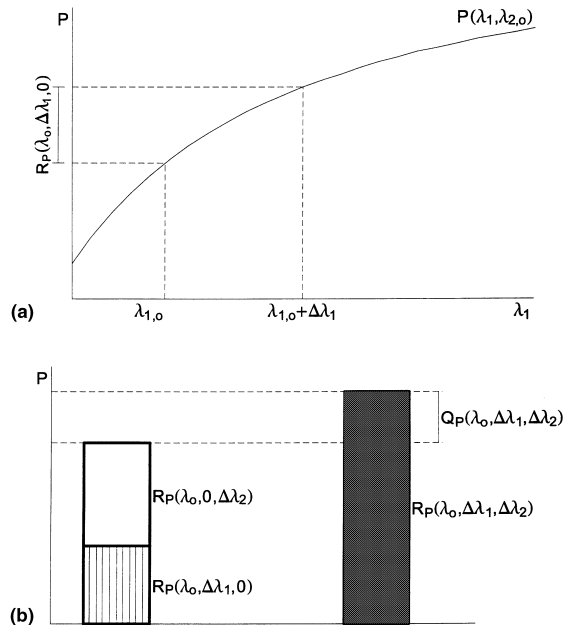 P
P(λ₁,λ₂,ₒ)
Rₚ(λₒ,Δλ₁,0)
(a)
λ₁,ₒ
λ₁,ₒ+Δλ₁
λ₁
P
Qₚ(λₒ,Δλ₁,Δλ₂)
Rₚ(λₒ,0,Δλ₂)
Rₚ(λₒ,Δλ₁,Δλ₂)
Rₚ(λₒ,Δλ₁,0)
(b)